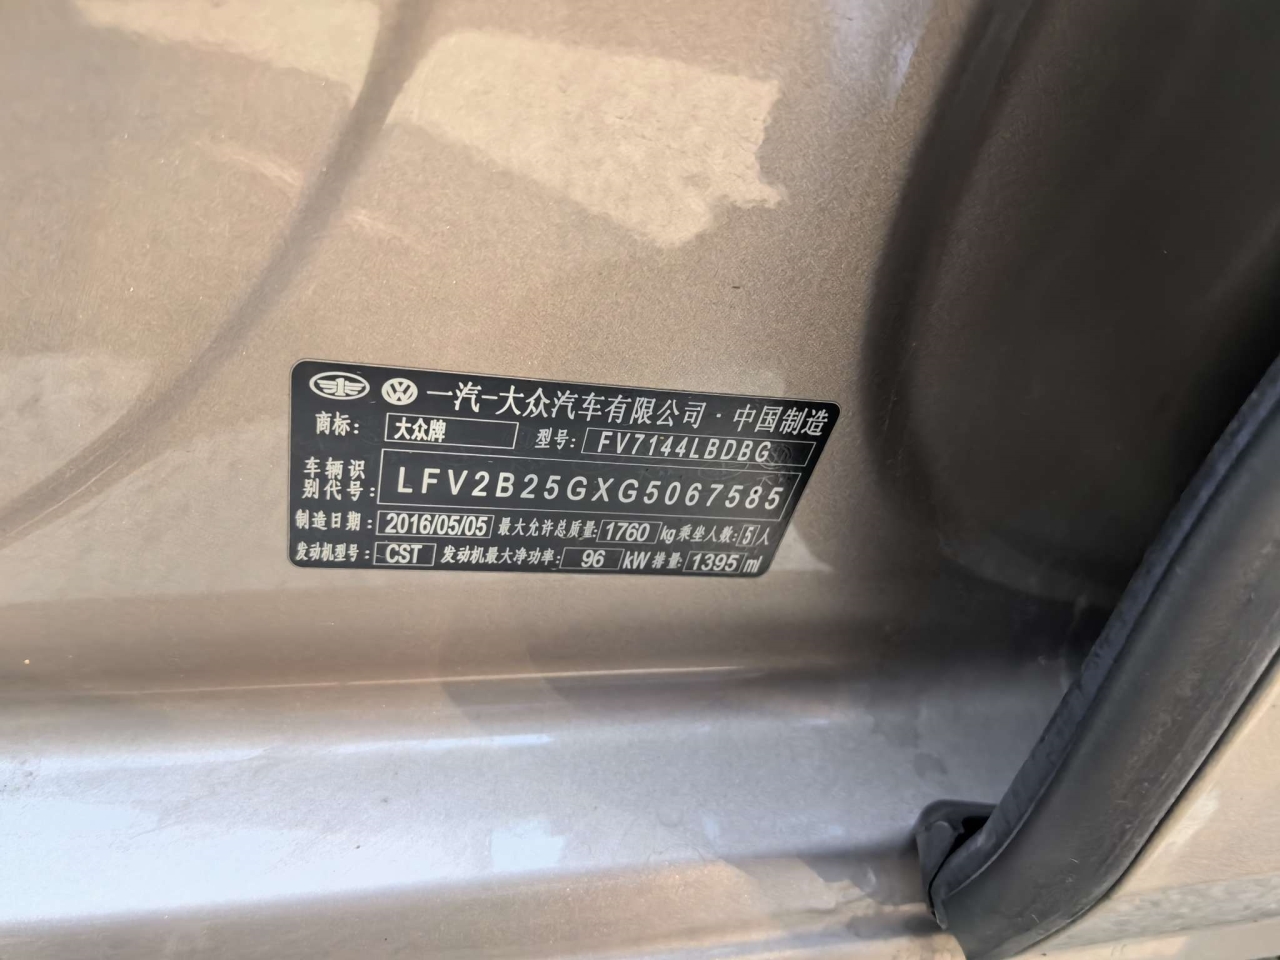 一汽-大众汽车有限公司·中国制造
商标: 大众牌 型号: FV7144LBDBG
车辆识别代号: LFV2B25GXG5067585
制造日期: 2016/05/05 最大允许总质量: 1760 kg 乘坐人数: 5 人
发动机型号: CST 发动机最大净功率: 96 kW 排量: 1395 ml